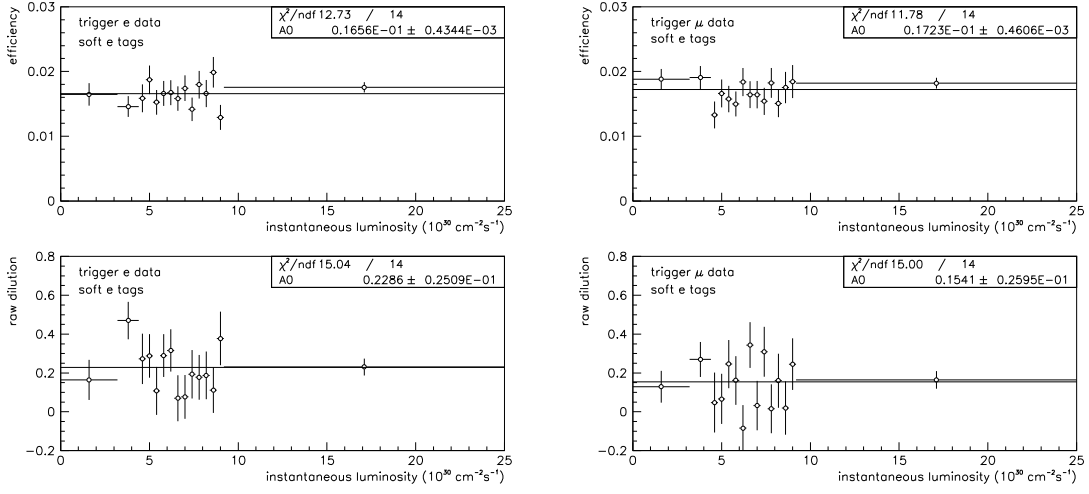 efficiency
0.03
0.02
0.01
0
trigger e data
soft e tags
χ²/ndf 12.73 / 14
A0 0.1656E-01 ± 0.4344E-03
0 5 10 15 20 25
instantaneous luminosity (10³⁰ cm⁻²s⁻¹)
efficiency
0.03
0.02
0.01
0
trigger μ data
soft e tags
χ²/ndf 11.78 / 14
A0 0.1723E-01 ± 0.4606E-03
0 5 10 15 20 25
instantaneous luminosity (10³⁰ cm⁻²s⁻¹)
raw dilution
0.8
0.6
0.4
0.2
0
−0.2
trigger e data
soft e tags
χ²/ndf 15.04 / 14
A0 0.2286 ± 0.2509E-01
0 5 10 15 20 25
instantaneous luminosity (10³⁰ cm⁻²s⁻¹)
raw dilution
0.8
0.6
0.4
0.2
0
−0.2
trigger μ data
soft e tags
χ²/ndf 15.00 / 14
A0 0.1541 ± 0.2595E-01
0 5 10 15 20 25
instantaneous luminosity (10³⁰ cm⁻²s⁻¹)